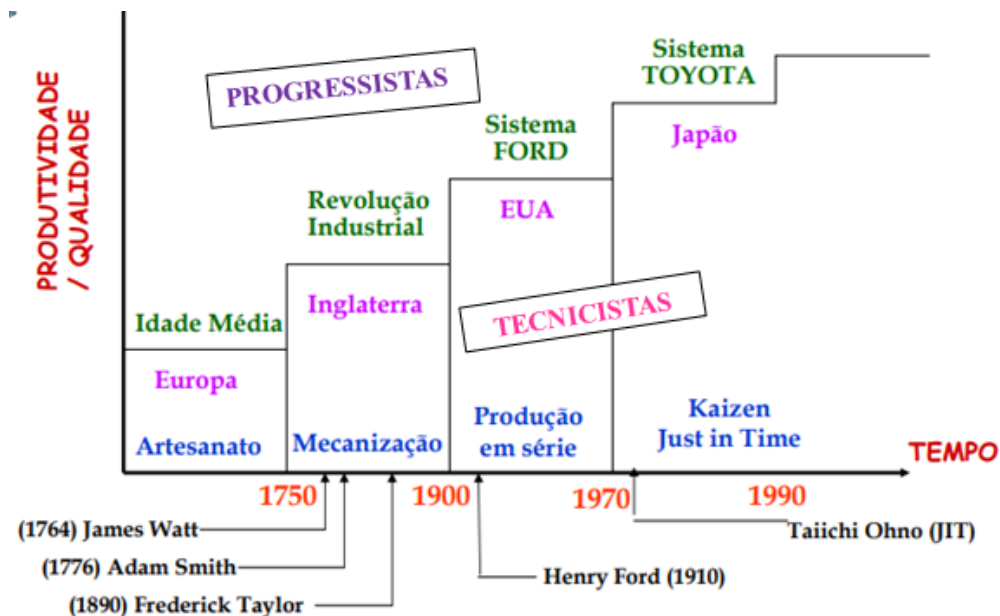 PRODUTIVIDADE
/ QUALIDADE
PROGRESSISTAS
Sistema
TOYOTA
Japão
Sistema
FORD
EUA
Revolução
Industrial
Inglaterra
TECNICISTAS
Idade Média
Europa
Artesanato
Mecanização
Produção
em série
Kaizen
Just in Time
TEMPO
1750
1900
1970
1990
(1764) James Watt
(1776) Adam Smith
(1890) Frederick Taylor
Henry Ford (1910)
Taiichi Ohno (JIT)